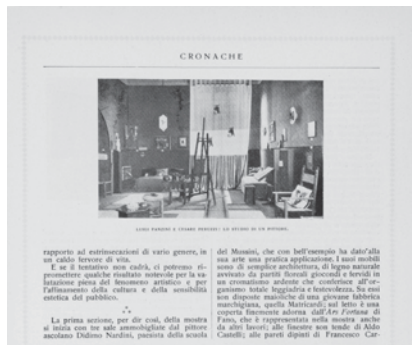 CRONACHE
LUIGI PANZINI E CESARE PERUZZI: LO STUDIO DI UN PITTORE.
rapporto ad estrinsecazioni di vario genere, in
un caldo fervore di vita.
E se il tentativo non cadrà, ci potremo ri-
promettere qualche risultato notevole per la va-
lutazione piena del fenomeno artistico e per
l'affinamento della cultura e della sensibilità
estetica del pubblico.
⁂
La prima sezione, per dir così, della mostra
si inizia con tre sale ammobigliate dal pittore
ascolano Didimo Nardini, paesista della scuola
del Mussini, che con bell'esempio ha dato'alla
sua arte una pratica applicazione. I suoi mobili
sono di semplice architettura, di legno naturale
avvivato da partiti floreali giocondi e fervidi in
un cromatismo ardente che conferisce all'or-
ganismo totale leggiadria e festevolezza. Su essi
son disposte maioliche di una giovane fabbrica
marchigiana, quella Matricardi; sul letto è una
coperta finemente adorna dall'Ars Fortuna di
Fano, che è rappresentata nella mostra anche
da altri lavori; alle finestre son tende di Aldo
Castelli; alle pareti dipinti di Francesco Car-